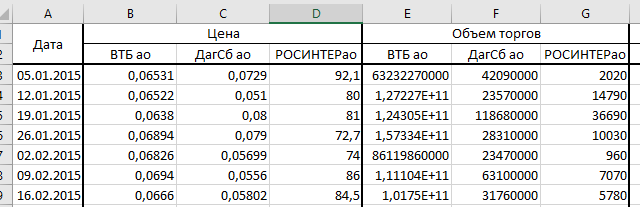 A B C D E F G
1 Дата Цена Объем торгов
2 ВТБ ао ДагСб ао РОСИНТЕРао ВТБ ао ДагСб ао РОСИНТЕРао
3 05.01.2015 0,06531 0,0729 92,1 63232270000 42090000 2020
4 12.01.2015 0,06522 0,051 80 1,27227E+11 23570000 14790
5 19.01.2015 0,0638 0,08 81 1,24305E+11 118680000 36690
6 26.01.2015 0,06894 0,079 72,7 1,57334E+11 28310000 10030
7 02.02.2015 0,06826 0,05699 74 86119860000 23470000 960
8 09.02.2015 0,0694 0,0556 86 1,11104E+11 63100000 7070
9 16.02.2015 0,0666 0,05802 84,5 1,0175E+11 31760000 5780